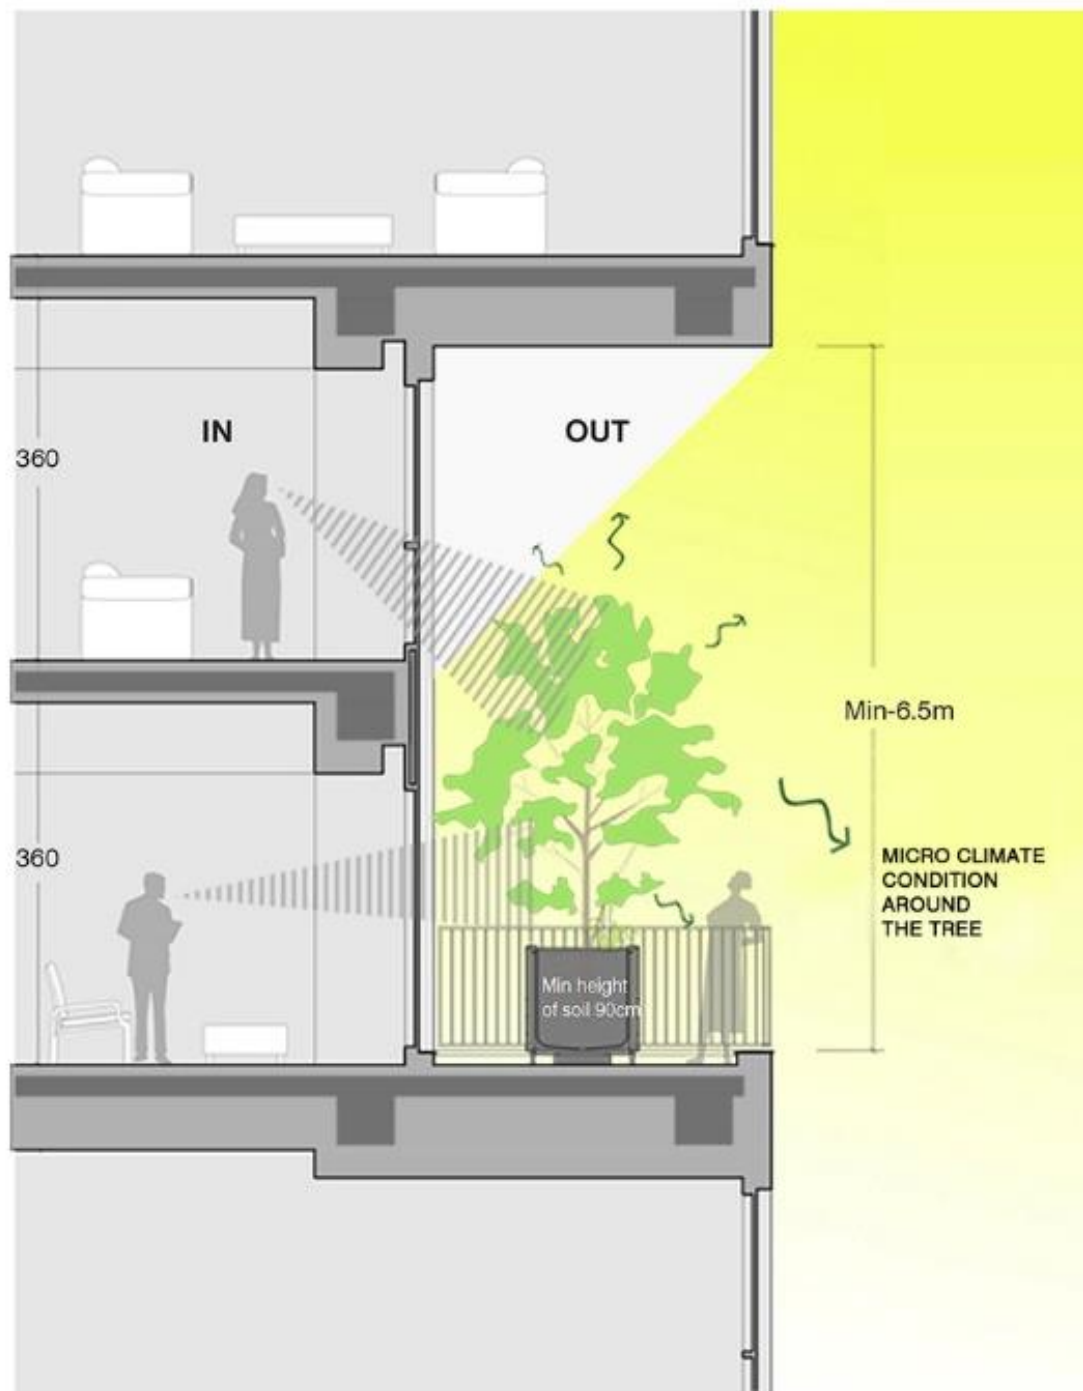 IN
OUT
360
Min-6.5m
360
MICRO CLIMATE
CONDITION
AROUND
THE TREE
Min height
of soil 90cm